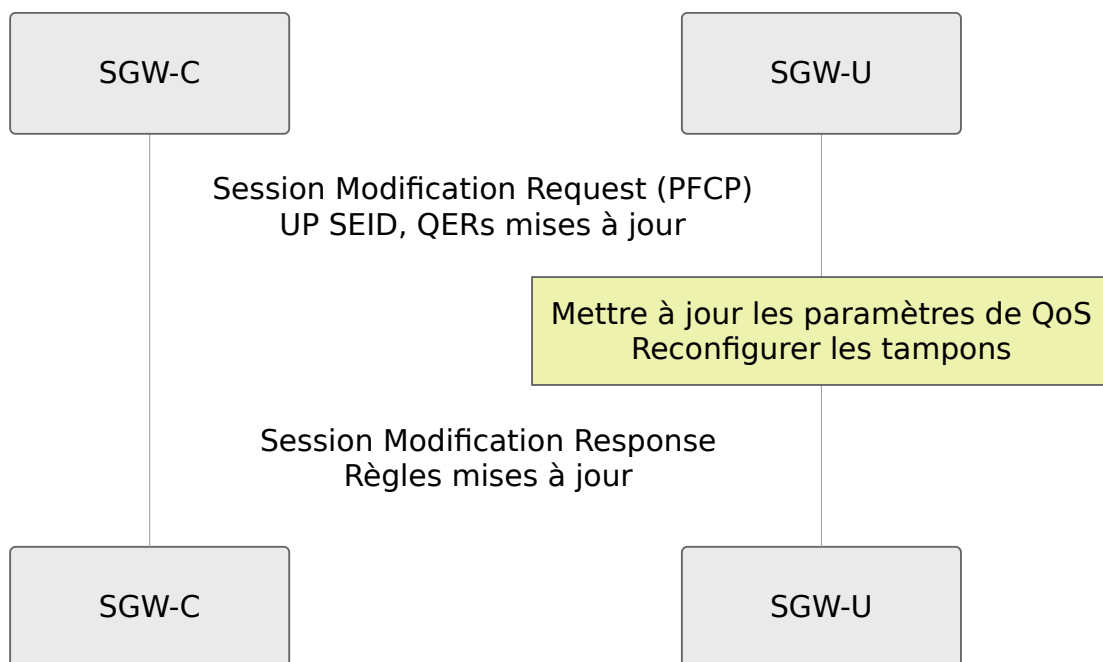 SGW-C
SGW-U
Session Modification Request (PFCP)
UP SEID, QERs mises à jour
Mettre à jour les paramètres de QoS
Reconfigurer les tampons
Session Modification Response
Règles mises à jour
SGW-C
SGW-U